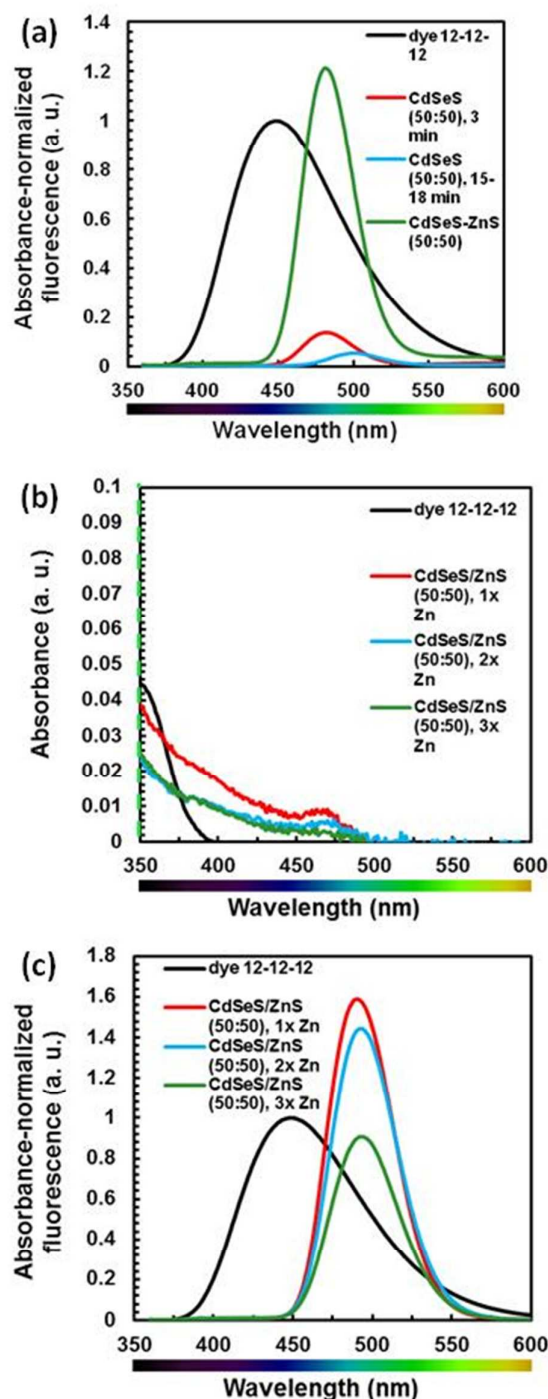 (a)
1.4
1.2
1
0.8
0.6
0.4
0.2
0
Absorbance-normalized
fluorescence (a. u.)
dye 12-12-
12
CdSeS
(50:50), 3
min
CdSeS
(50:50), 15-
18 min
CdSeS-ZnS
(50:50)
350 400 450 500 550 600
Wavelength (nm)
(b)
0.1
0.09
0.08
0.07
0.06
0.05
0.04
0.03
0.02
0.01
0
Absorbance (a. u.)
dye 12-12-12
CdSeS/ZnS
(50:50), 1x
Zn
CdSeS/ZnS
(50:50), 2x
Zn
CdSeS/ZnS
(50:50), 3x
Zn
350 400 450 500 550 600
Wavelength (nm)
(c)
1.8
1.6
1.4
1.2
1
0.8
0.6
0.4
0.2
0
Absorbance-normalized
fluorescence (a. u.)
dye 12-12-12
CdSeS/ZnS
(50:50), 1x Zn
CdSeS/ZnS
(50:50), 2x Zn
CdSeS/ZnS
(50:50), 3x Zn
350 400 450 500 550 600
Wavelength (nm)